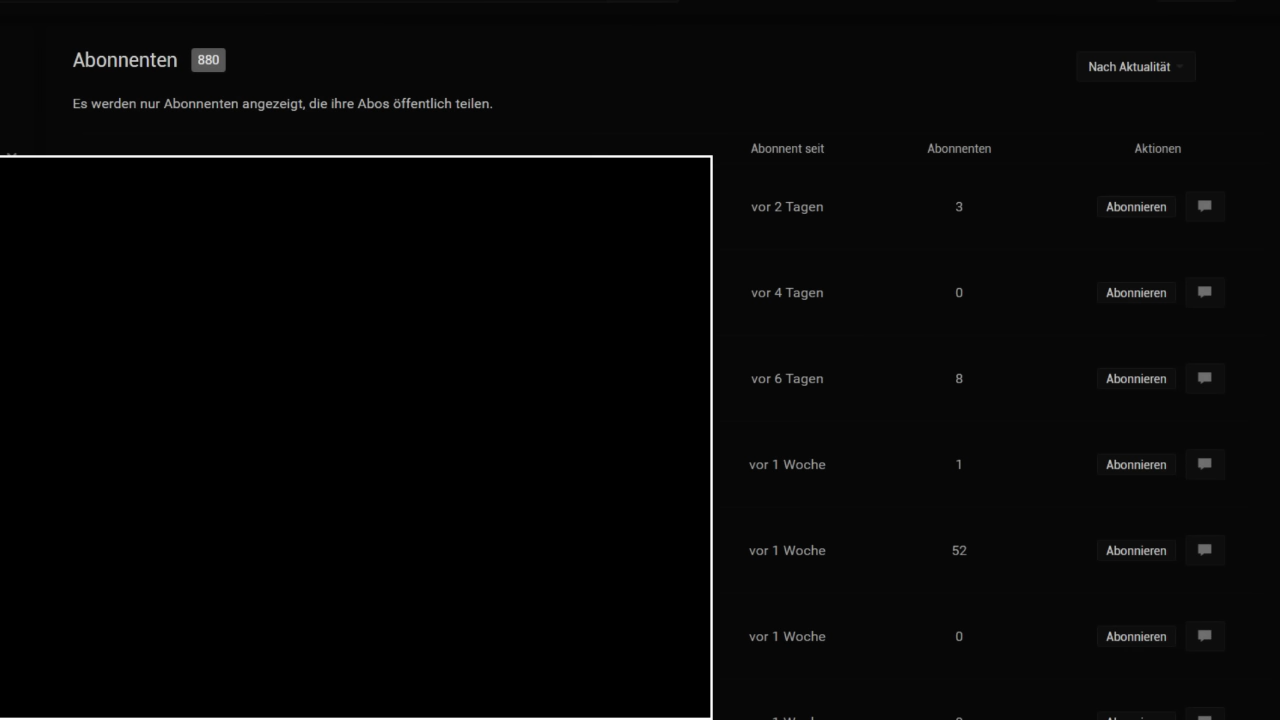 Abonnenten 880
Nach Aktualität
Es werden nur Abonnenten angezeigt, die ihre Abos öffentlich teilen.
Abonnent seit Abonnenten Aktionen
vor 2 Tagen 3 Abonnieren
vor 4 Tagen 0 Abonnieren
vor 6 Tagen 8 Abonnieren
vor 1 Woche 1 Abonnieren
vor 1 Woche 52 Abonnieren
vor 1 Woche 0 Abonnieren